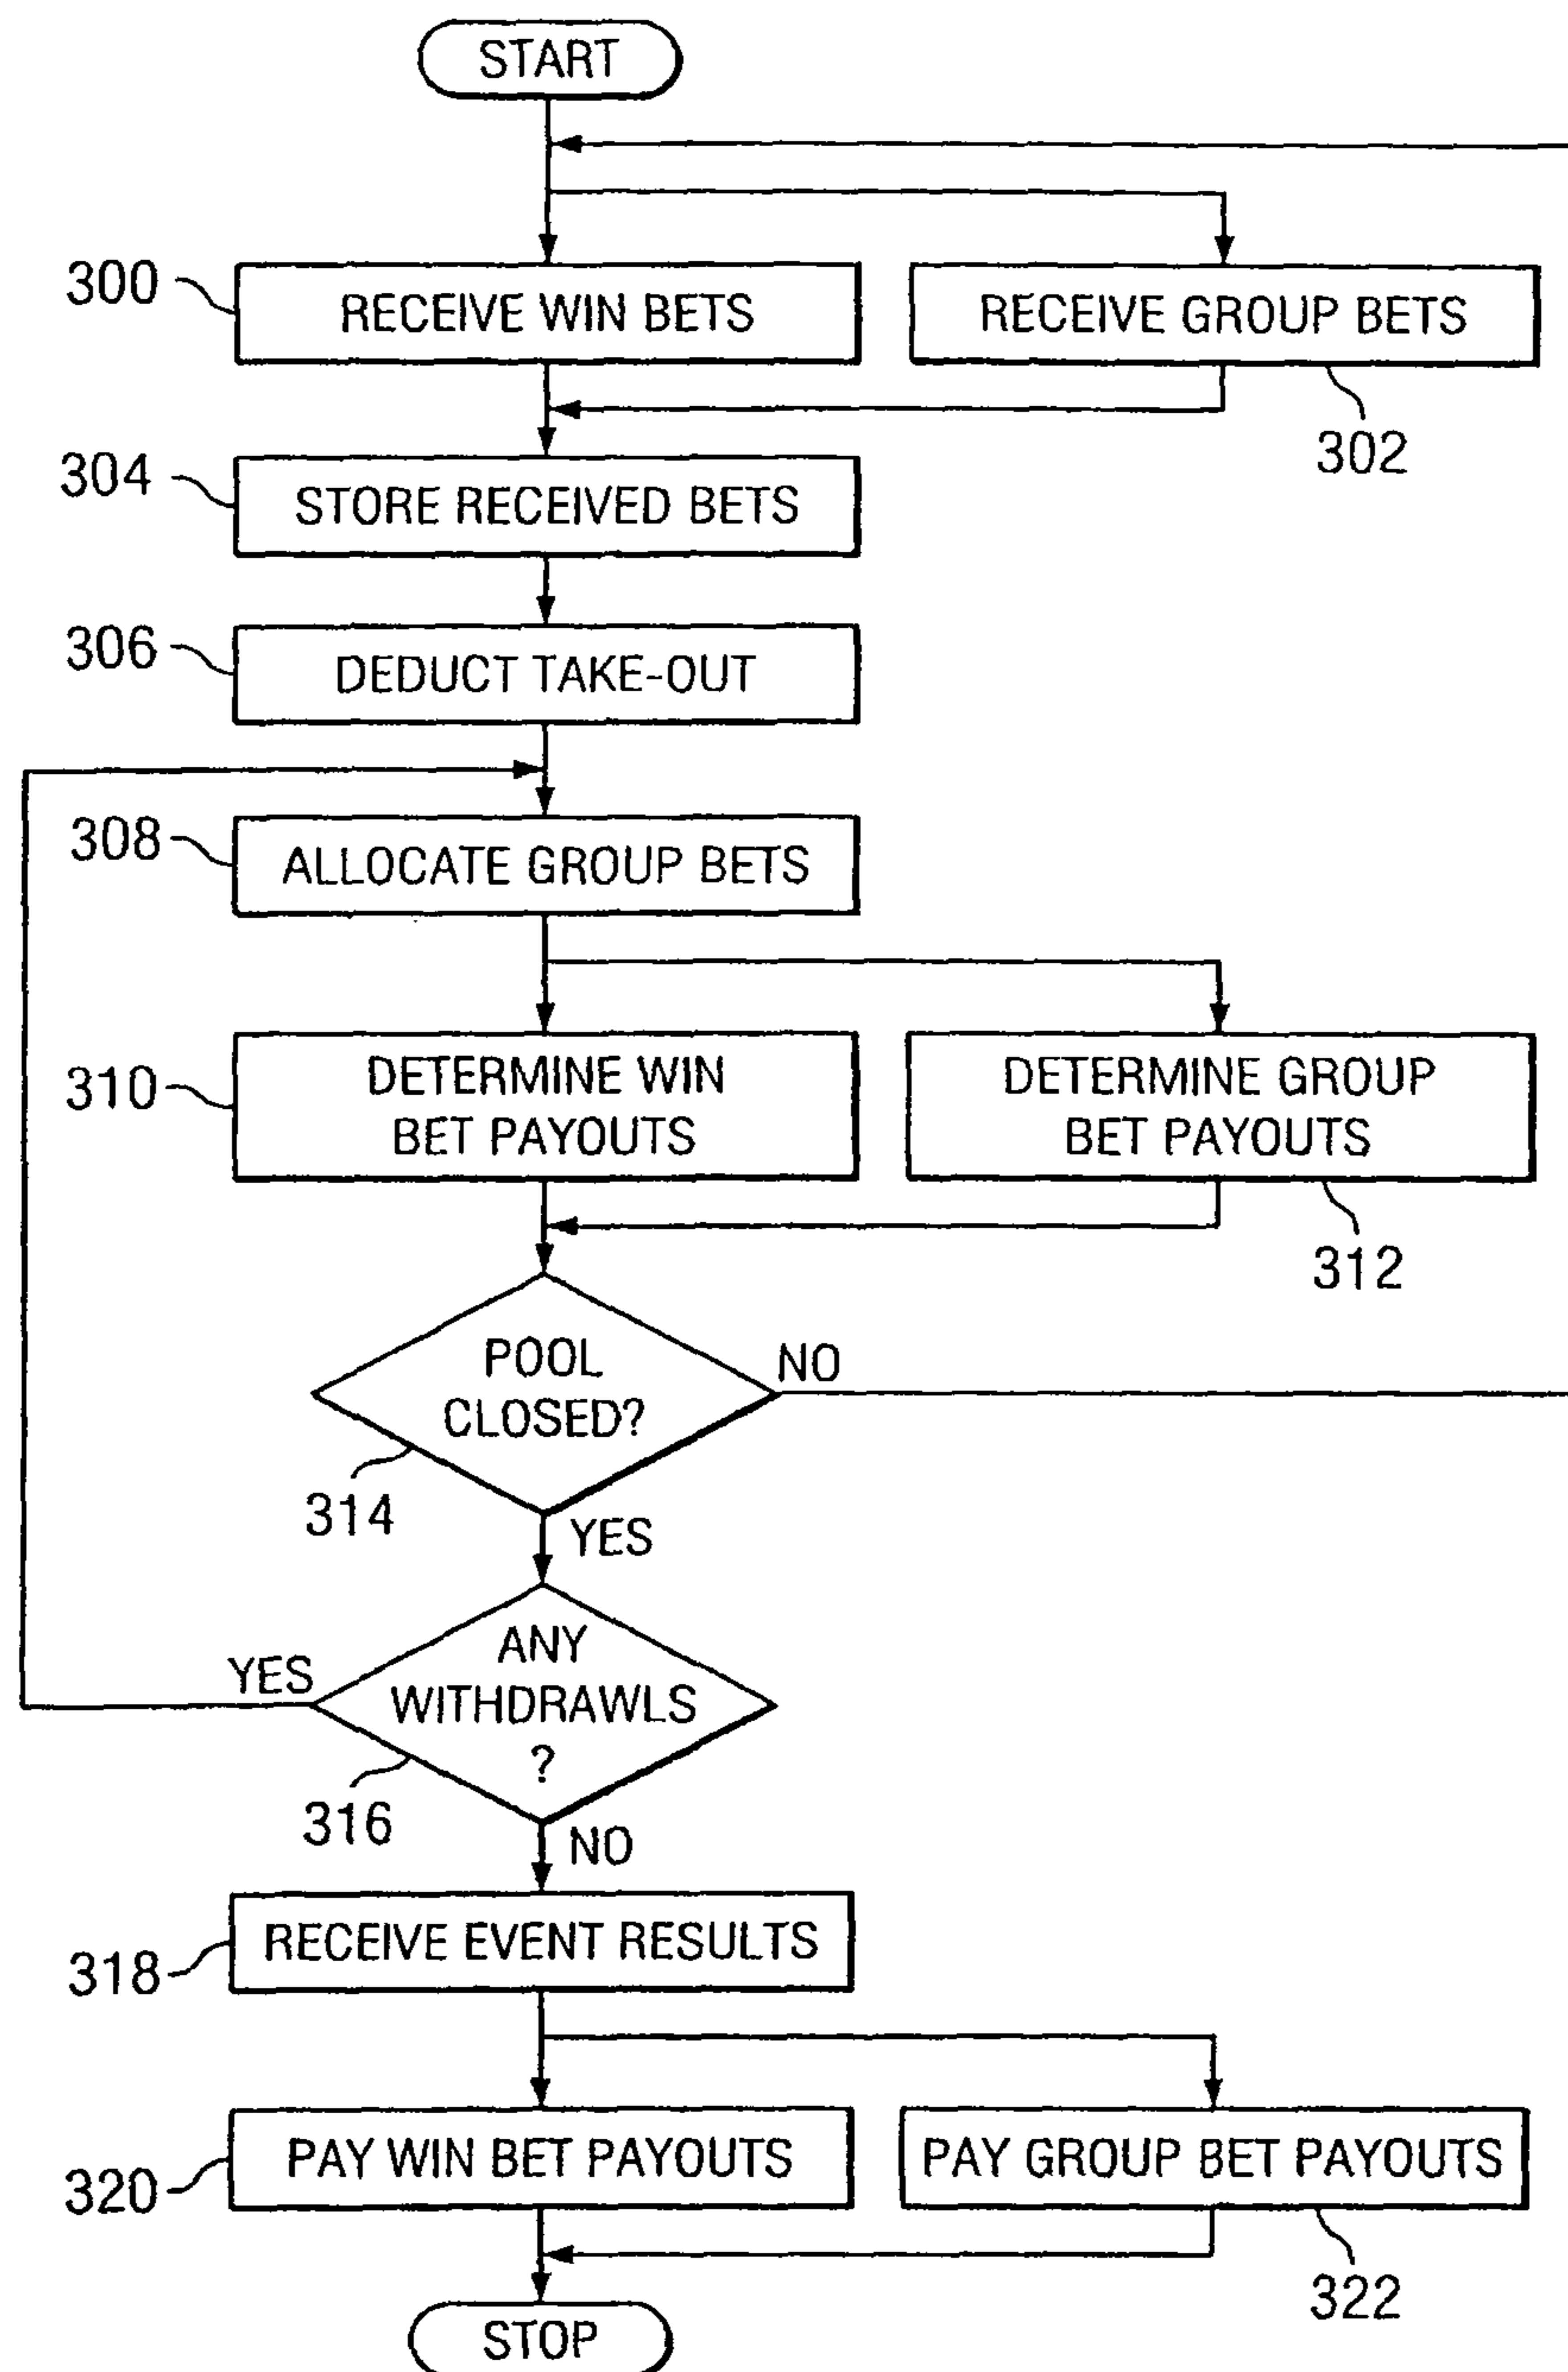 START
300
RECEIVE WIN BETS
RECEIVE GROUP BETS
302
304
STORE RECEIVED BETS
306
DEDUCT TAKE-OUT
308
ALLOCATE GROUP BETS
310
DETERMINE WIN
BET PAYOUTS
DETERMINE GROUP
BET PAYOUTS
312
POOL
CLOSED?
NO
314
YES
ANY
WITHDRAWLS
?
YES
316
NO
318
RECEIVE EVENT RESULTS
320
PAY WIN BET PAYOUTS
PAY GROUP BET PAYOUTS
322
STOP